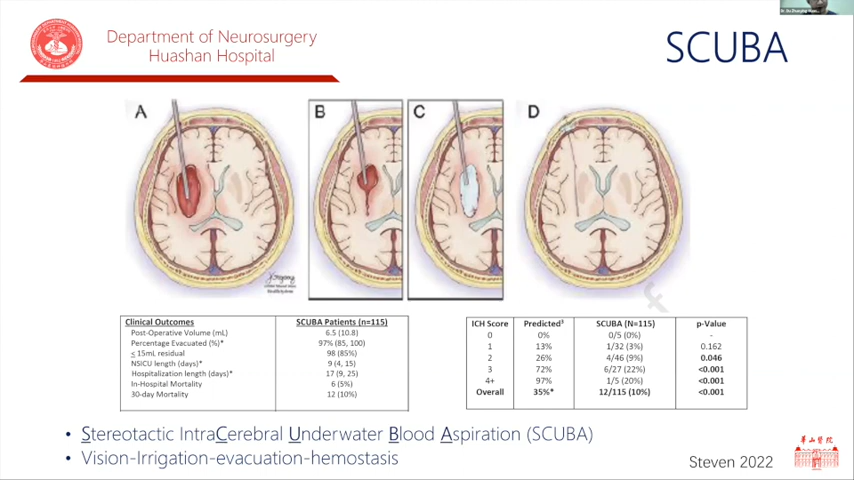 Department of Neurosurgery
Huashan Hospital
SCUBA
A
B
C
D
Clinical Outcomes SCUBA Patients (n=115)
Post-Operative Volume (mL) 6.5 (10.8)
Percentage Evacuated (%)* 97% (85, 100)
≤ 15mL residual 98 (85%)
NSICU length (days)* 9 (4, 15)
Hospitalization length (days)* 17 (9, 25)
In-Hospital Mortality 6 (5%)
30-day Mortality 12 (10%)
ICH Score Predicted³ SCUBA (N=115) p-Value
0 0% 0/5 (0%) -
1 13% 1/32 (3%) 0.162
2 26% 4/46 (9%) 0.046
3 72% 6/27 (22%) <0.001
4+ 97% 1/5 (20%) <0.001
Overall 35%* 12/115 (10%) <0.001
• Stereotactic IntraCerebral Underwater Blood Aspiration (SCUBA)
• Vision-Irrigation-evacuation-hemostasis
Steven 2022
華山醫院